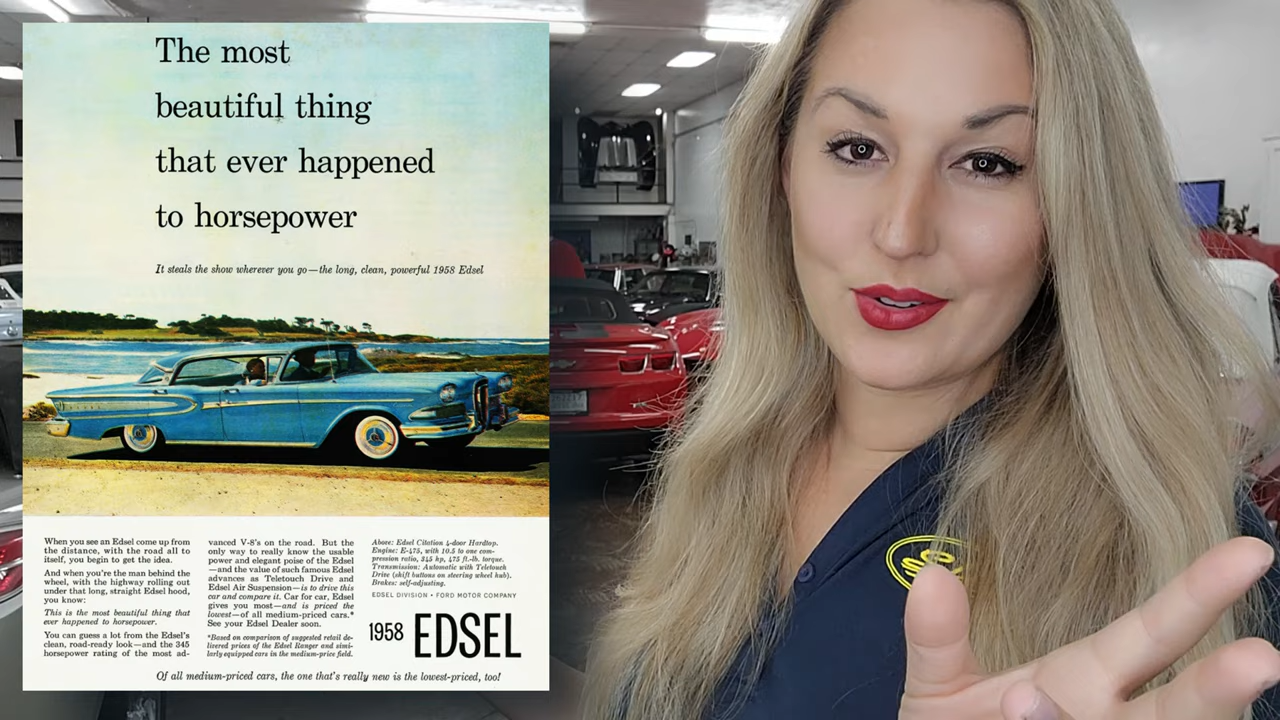 The most
beautiful thing
that ever happened
to horsepower
It steals the show wherever you go—the long, clean, powerful 1958 Edsel
When you see an Edsel come up from
the distance, with the road all to
itself, you begin to get the idea.
And when you're the man behind the
wheel, with the highway rolling out
under that long, straight Edsel hood,
you know:
This is the most beautiful thing that
ever happened to horsepower.
You can guess a lot from the Edsel's
clean, road-ready look—and the 345
horsepower rating of the most ad-
vanced V-8's on the road. But the
only way to really know the usable
power and elegant poise of the Edsel
—and the value of such famous Edsel
advances as Teletouch Drive and
Edsel Air Suspension—is to drive this
car and compare it. Car for car, Edsel
gives you most—and is priced the
lowest—of all medium-priced cars.*
See your Edsel Dealer soon.
*Based on comparison of suggested retail de-
livered prices of the Edsel Ranger and simi-
larly equipped cars in the medium-price field.
Above: Edsel Citation 4-door Hardtop.
Engine: E-475, with 10.5 to one com-
pression ratio, 345 hp, 475 ft.-lb. torque.
Transmission: Automatic with Teletouch
Drive (shift buttons on steering wheel hub).
Brakes: self-adjusting.
EDSEL DIVISION • FORD MOTOR COMPANY
1958 EDSEL
Of all medium-priced cars, the one that's really new is the lowest-priced, too!